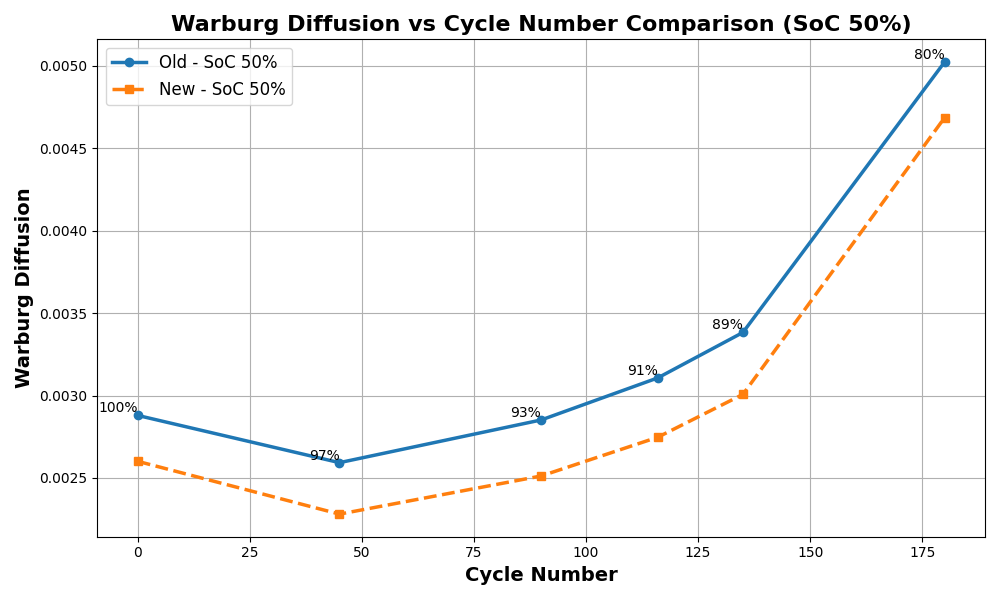 Warburg Diffusion vs Cycle Number Comparison (SoC 50%)
Old - SoC 50%
New - SoC 50%
80%
0.0050
0.0045
0.0040
0.0035
89%
91%
0.0030
100%
93%
97%
0.0025
Warburg Diffusion
0 25 50 75 100 125 150 175
Cycle Number